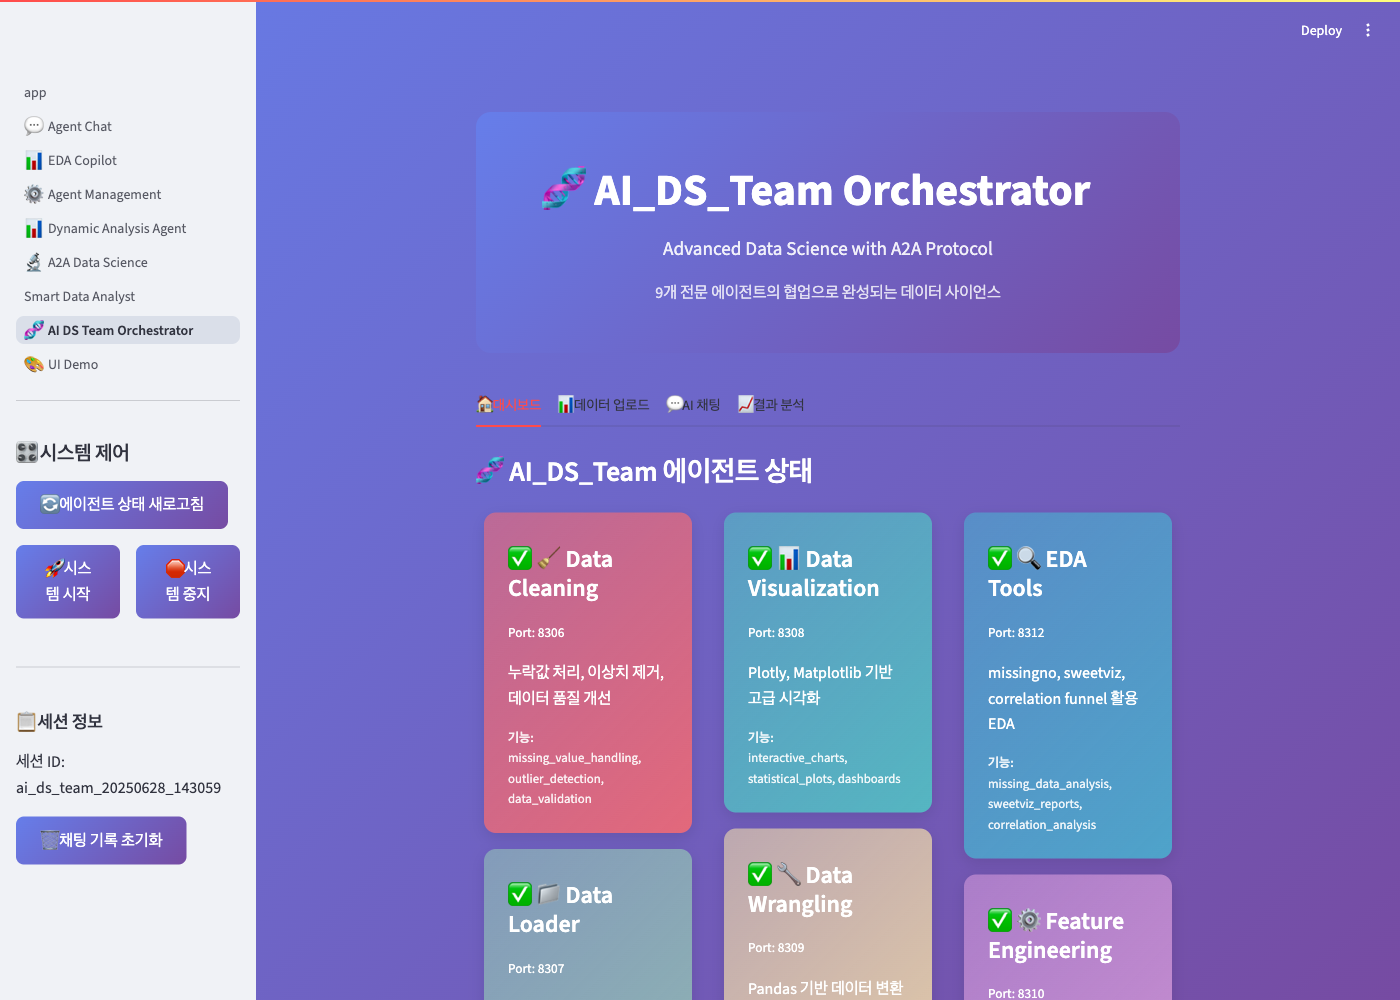 Deploy
app
Agent Chat
EDA Copilot
Agent Management
Dynamic Analysis Agent
A2A Data Science
Smart Data Analyst
AI DS Team Orchestrator
UI Demo
시스템 제어
에이전트 상태 새로고침
시스
템 시작
시스
템 중지
세션 정보
세션 ID:
ai_ds_team_20250628_143059
채팅 기록 초기화
AI_DS_Team Orchestrator
Advanced Data Science with A2A Protocol
9개 전문 에이전트의 협업으로 완성되는 데이터 사이언스
대시보드 데이터 업로드 AI 채팅 결과 분석
AI_DS_Team 에이전트 상태
Data
Cleaning
Port: 8306
누락값 처리, 이상치 제거,
데이터 품질 개선
기능:
missing_value_handling,
outlier_detection,
data_validation
Data
Visualization
Port: 8308
Plotly, Matplotlib 기반
고급 시각화
기능:
interactive_charts,
statistical_plots, dashboards
EDA
Tools
Port: 8312
missingno, sweetviz,
correlation funnel 활용
EDA
기능:
missing_data_analysis,
sweetviz_reports,
correlation_analysis
Data
Loader
Port: 8307
Data
Wrangling
Port: 8309
Pandas 기반 데이터 변환
Feature
Engineering
Port: 8310